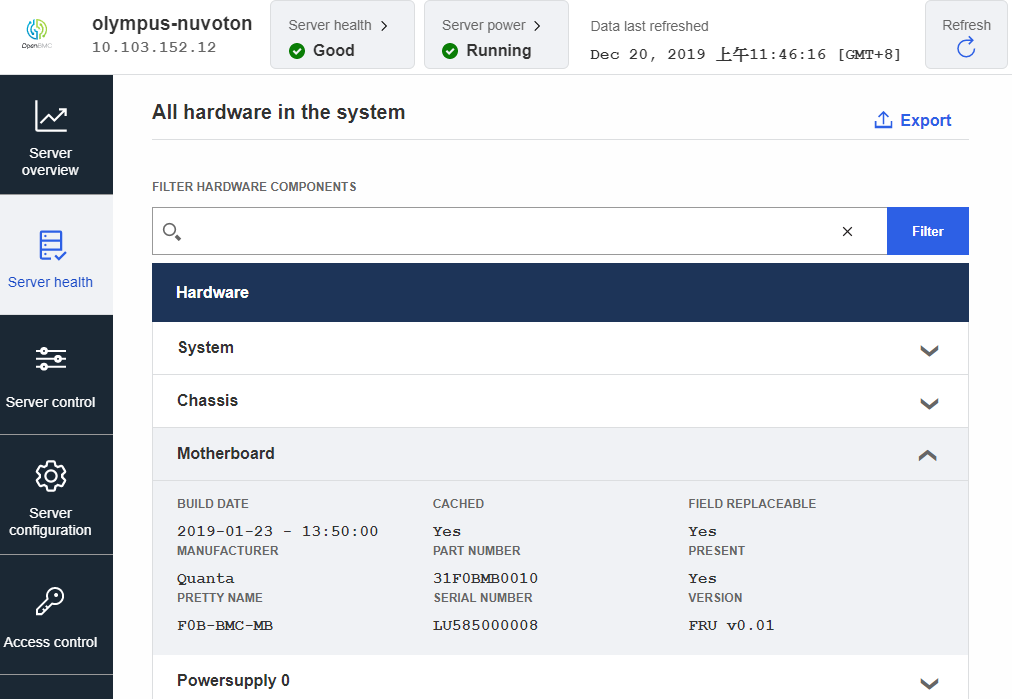 OpenBMC
olympus-nuvoton
10.103.152.12
Server health
Good
Server power
Running
Data last refreshed
Dec 20, 2019 上午11:46:16 [GMT+8]
Refresh
Server
overview
Server health
Server control
Server
configuration
Access control
All hardware in the system
Export
FILTER HARDWARE COMPONENTS
Filter
Hardware
System
Chassis
Motherboard
BUILD DATE CACHED FIELD REPLACEABLE
2019-01-23 - 13:50:00 Yes Yes
MANUFACTURER PART NUMBER PRESENT
Quanta 31F0BMB0010 Yes
PRETTY NAME SERIAL NUMBER VERSION
F0B-BMC-MB LU585000008 FRU v0.01
Powersupply 0